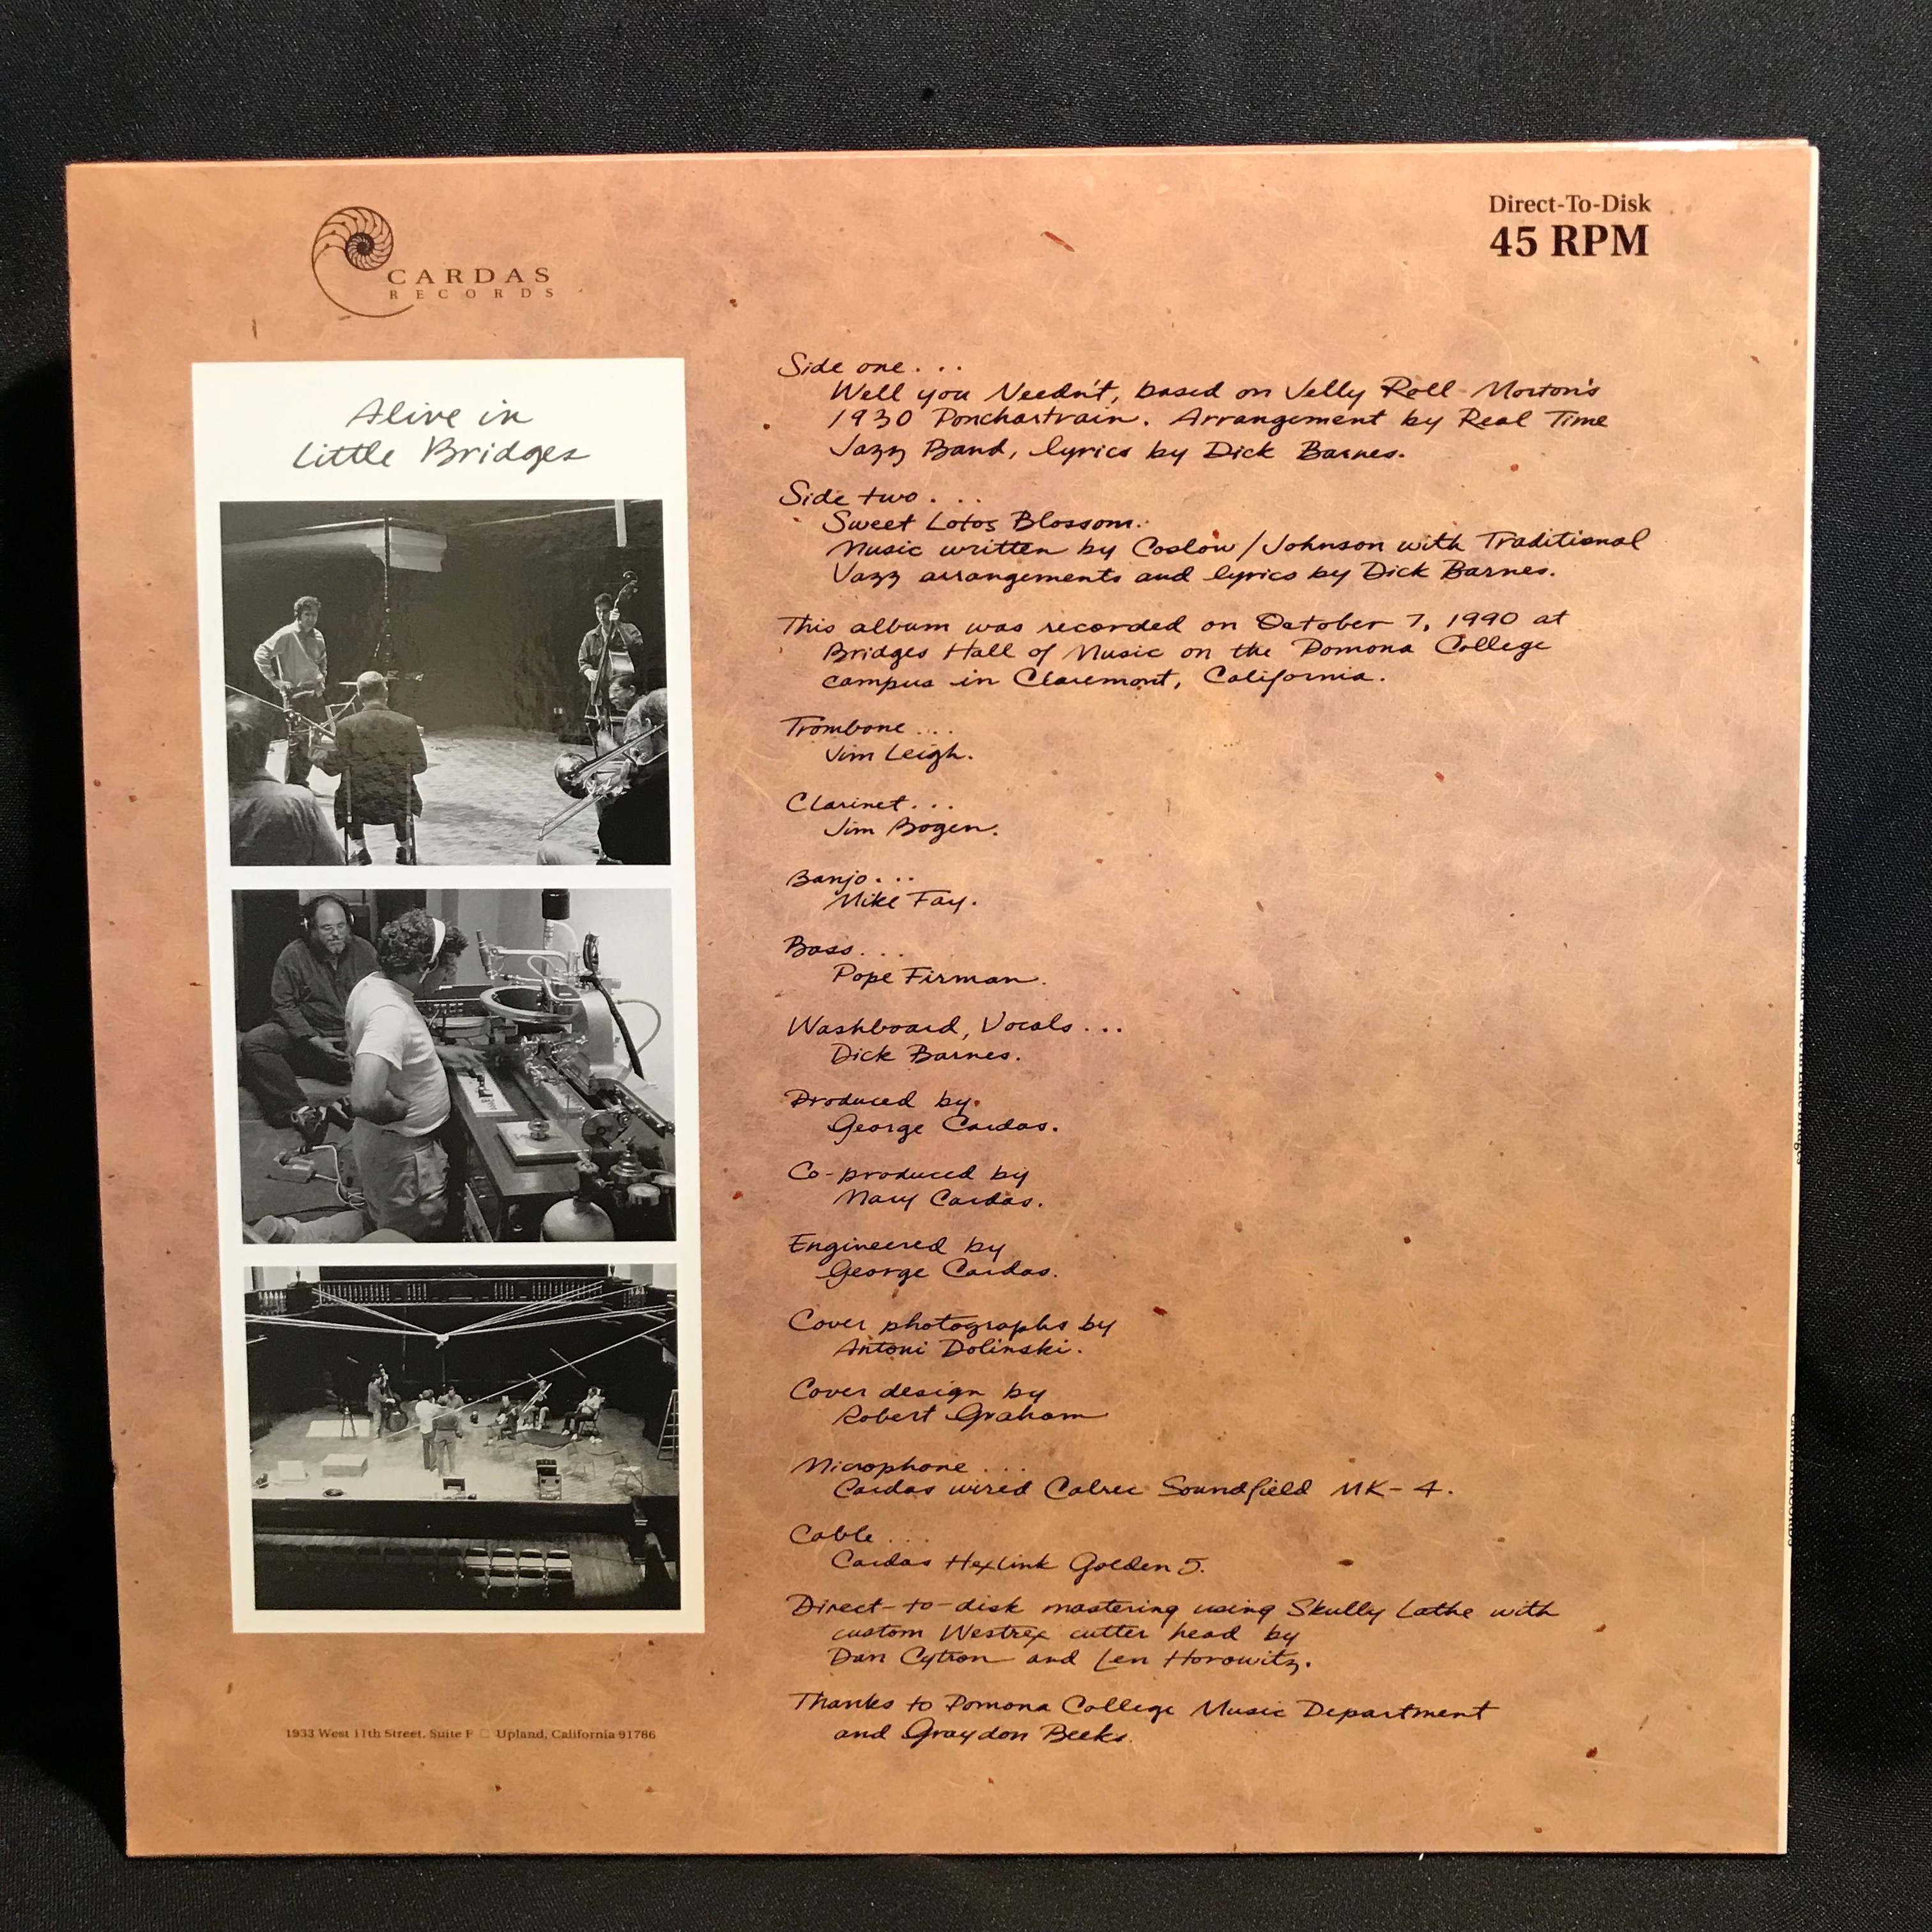 CARDAS
RECORDS
Direct-To-Disk
45 RPM
Alive in
Little Bridges
Side one. . .
Well you Needn't, based on Jelly Roll Morton's
1930 Ponchartrain. Arrangement by Real Time
Jazz Band, lyrics by Dick Barnes.
Side two. . .
Sweet Lotos Blossom.
Music written by Coslow/Johnson with Traditional
Jazz arrangements and lyrics by Dick Barnes.
This album was recorded on October 7, 1990 at
Bridges Hall of Music on the Pomona College
campus in Claremont, California.
Trombone . . .
Jim Leigh.
Clarinet. . .
Jim Bogen.
Banjo. . .
Mike Fay.
Bass. . .
Pope Firman.
Washboard, Vocals . . .
Dick Barnes.
Produced by
George Cardas.
Co-produced by
Mary Cardas.
Engineered by
George Cardas.
Cover photographs by
Antoni Dolinski.
Cover design by
Robert Graham
Microphone . . .
Cardas wired Calrec Soundfield MK-4.
Cable . . .
Cardas Hexlink Golden 5.
Direct-to-disk mastering using Skully Lathe with
custom Westrex cutter head by
Dan Cytron and Len Horowitz.
Thanks to Pomona College Music Department
and Graydon Beeks.
1933 West 11th Street, Suite F □ Upland, California 91786